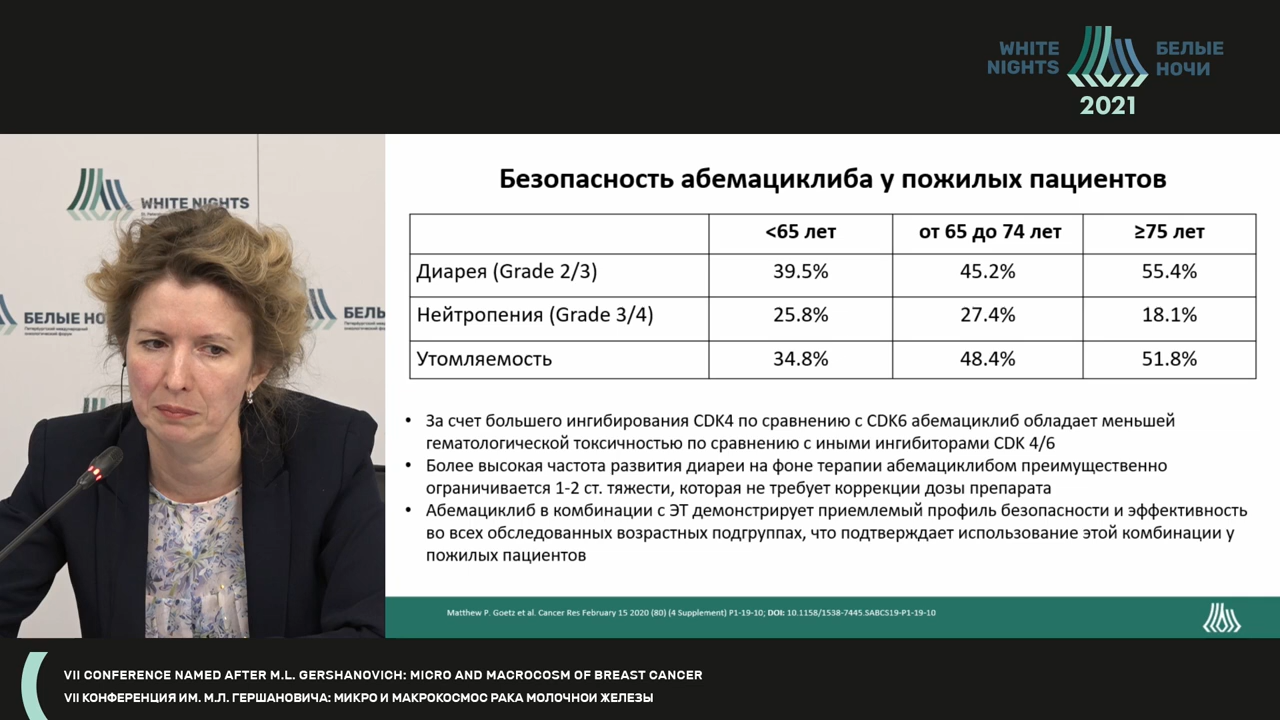 WHITE
NIGHTS
БЕЛЫЕ
НОЧИ
2021
WHITE NIGHTS
БЕЛЫЕ НО
БЕЛЬ
Безопасность абемациклиба у пожилых пациентов
<65 лет от 65 до 74 лет ≥75 лет
Диарея (Grade 2/3) 39.5% 45.2% 55.4%
Нейтропения (Grade 3/4) 25.8% 27.4% 18.1%
Утомляемость 34.8% 48.4% 51.8%
• За счет большего ингибирования CDK4 по сравнению с CDK6 абемациклиб обладает меньшей
гематологической токсичностью по сравнению с иными ингибиторами CDK 4/6
• Более высокая частота развития диареи на фоне терапии абемациклибом преимущественно
ограничивается 1-2 ст. тяжести, которая не требует коррекции дозы препарата
• Абемациклиб в комбинации с ЭТ демонстрирует приемлемый профиль безопасности и эффективность
во всех обследованных возрастных подгруппах, что подтверждает использование этой комбинации у
пожилых пациентов
Matthew P. Goetz et al. Cancer Res February 15 2020 (80) (4 Supplement) P1-19-10; DOI: 10.1158/1538-7445.SABCS19-P1-19-10
VII CONFERENCE NAMED AFTER M.L. GERSHANOVICH: MICRO AND MACROCOSM OF BREAST CANCER
VII КОНФЕРЕНЦИЯ ИМ. М.Л. ГЕРШАНОВИЧА: МИКРО И МАКРОКОСМОС РАКА МОЛОЧНОЙ ЖЕЛЕЗЫ